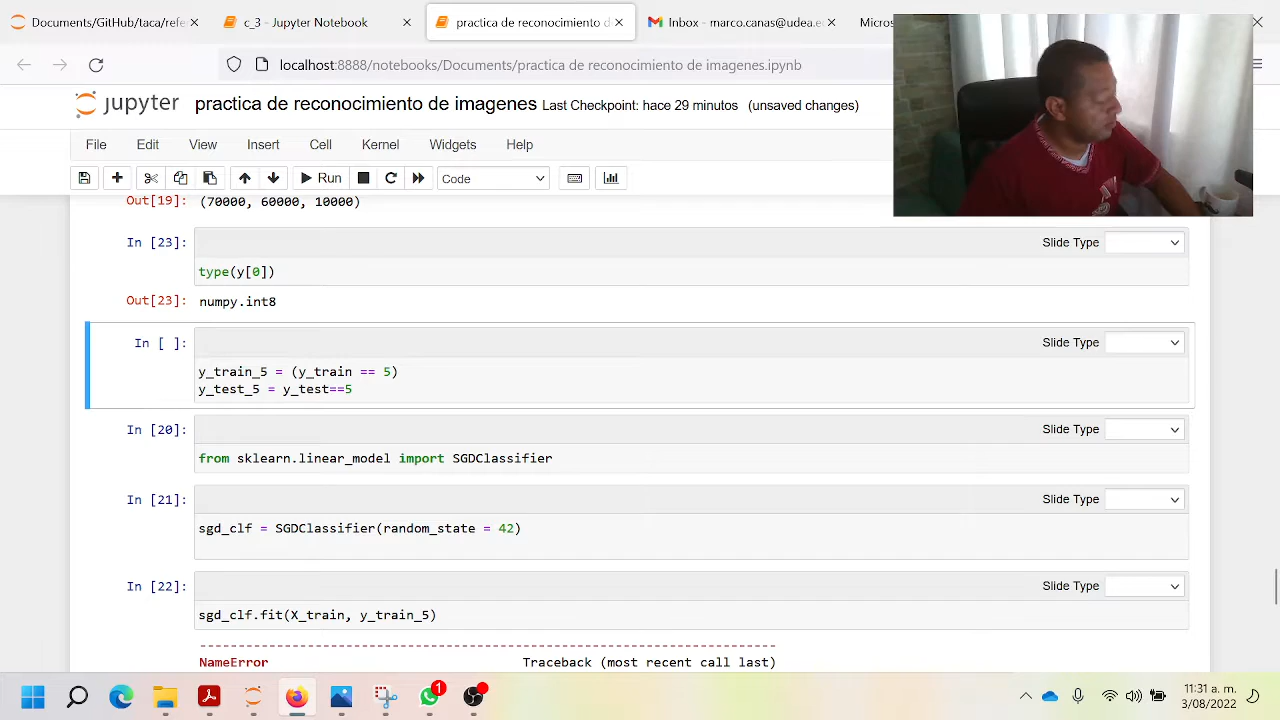 Documents/GitHub/taca/refe
c_3 - Jupyter Notebook
practica de reconocimiento d
Inbox - marco.canas@udea.ec
Micros
localhost:8888/notebooks/Documents/practica de reconocimiento de imagenes.ipynb
jupyter practica de reconocimiento de imagenes Last Checkpoint: hace 29 minutos (unsaved changes)
File Edit View Insert Cell Kernel Widgets Help
Run Code
Out[19]: (70000, 60000, 10000)
In [23]: Slide Type
type(y[0])
Out[23]: numpy.int8
In [ ]: Slide Type
y_train_5 = (y_train == 5)
y_test_5 = y_test==5
In [20]: Slide Type
from sklearn.linear_model import SGDClassifier
In [21]: Slide Type
sgd_clf = SGDClassifier(random_state = 42)
In [22]: Slide Type
sgd_clf.fit(X_train, y_train_5)
---------------------------------------------------------------------------
NameError Traceback (most recent call last)
1
11:31 a. m.
3/08/2022